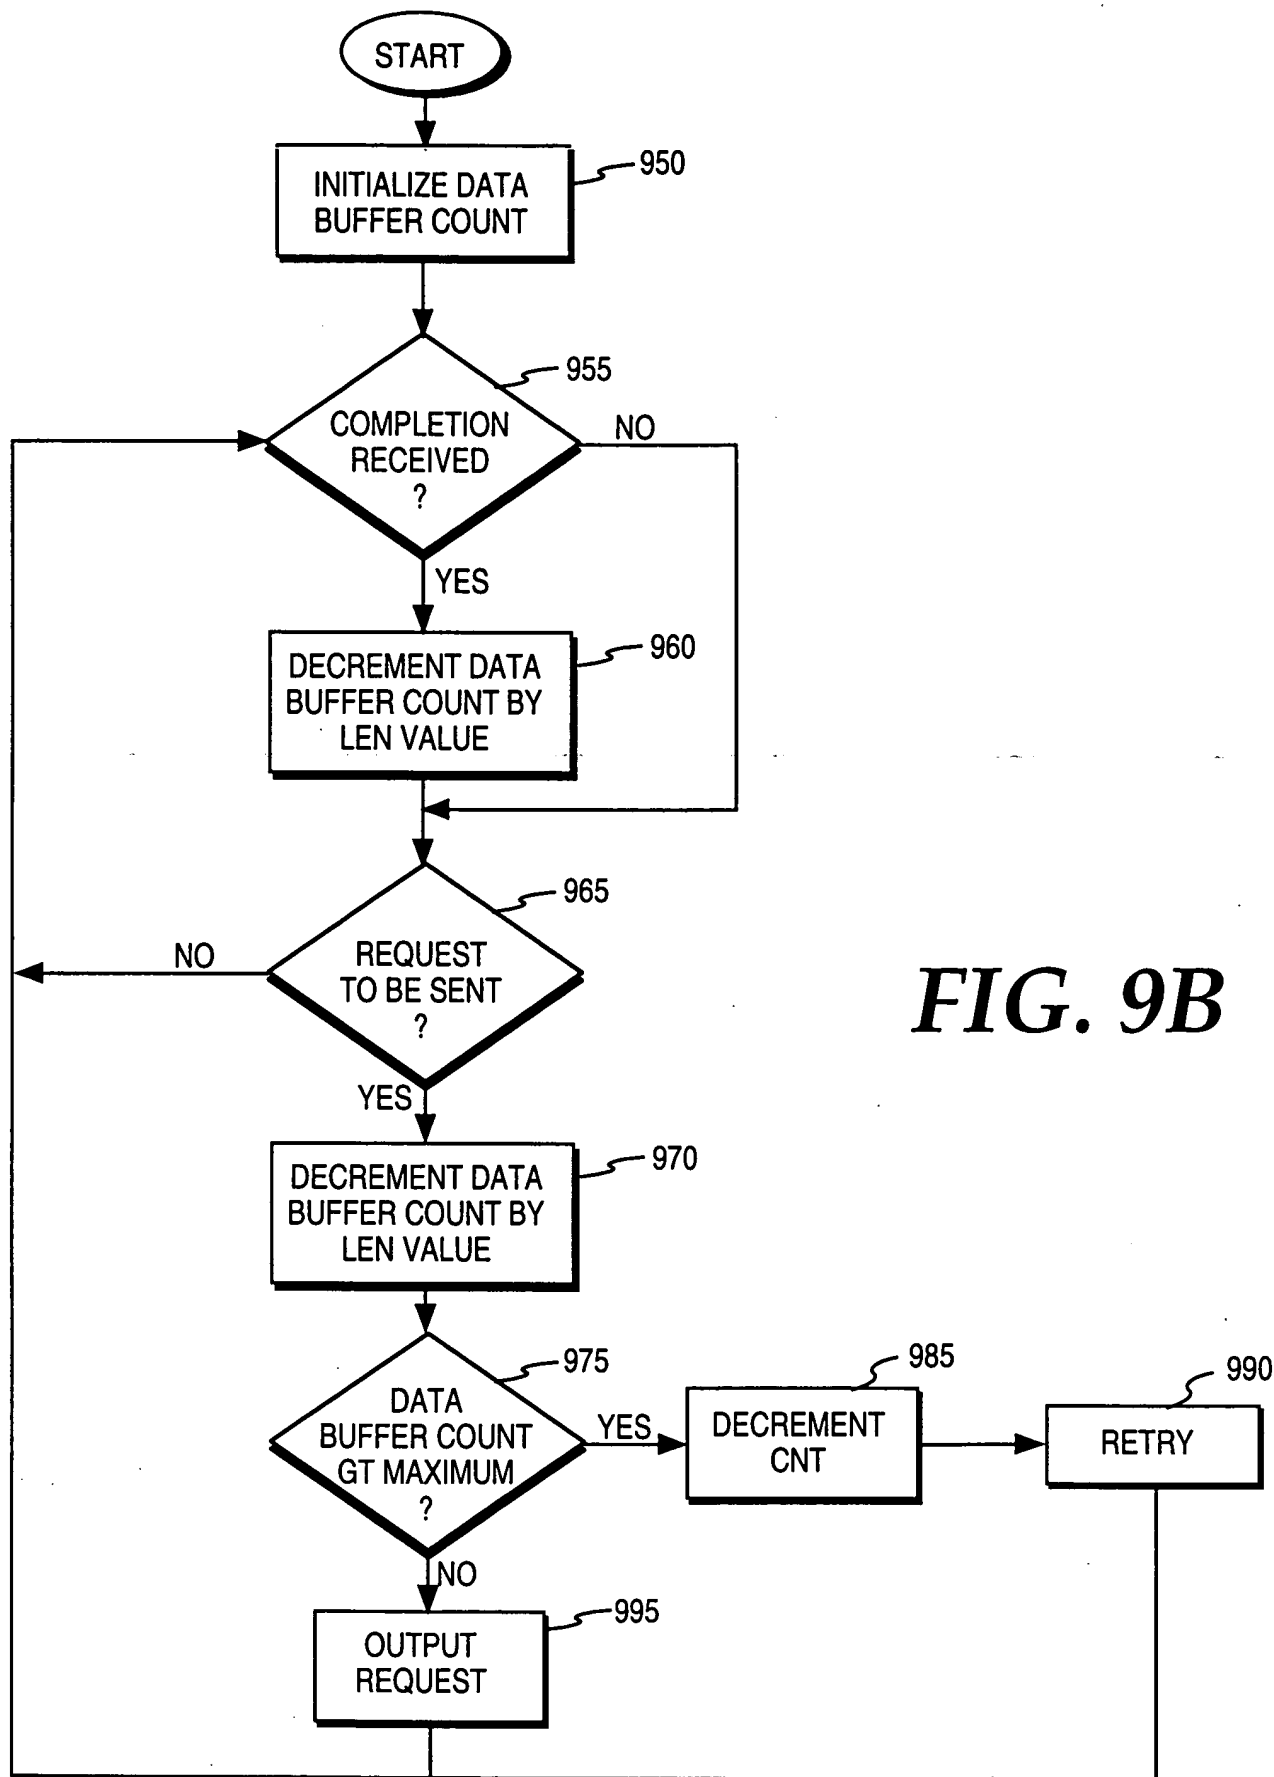 START
INITIALIZE DATA
BUFFER COUNT
950
COMPLETION
RECEIVED
?
955
NO
YES
DECREMENT DATA
BUFFER COUNT BY
LEN VALUE
960
REQUEST
TO BE SENT
?
965
NO
YES
FIG. 9B
DECREMENT DATA
BUFFER COUNT BY
LEN VALUE
970
DATA
BUFFER COUNT
GT MAXIMUM
?
975
YES
DECREMENT
CNT
985
RETRY
990
NO
OUTPUT
REQUEST
995